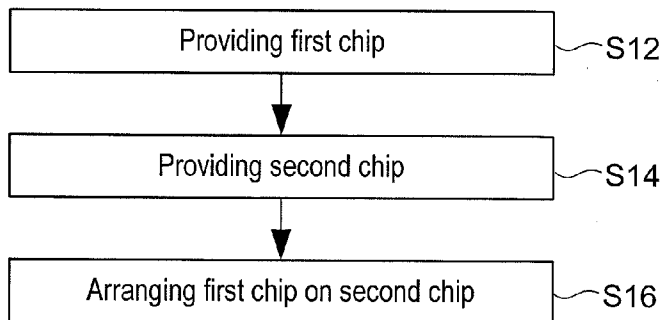 Providing first chip
S12
Providing second chip
S14
Arranging first chip on second chip
S16